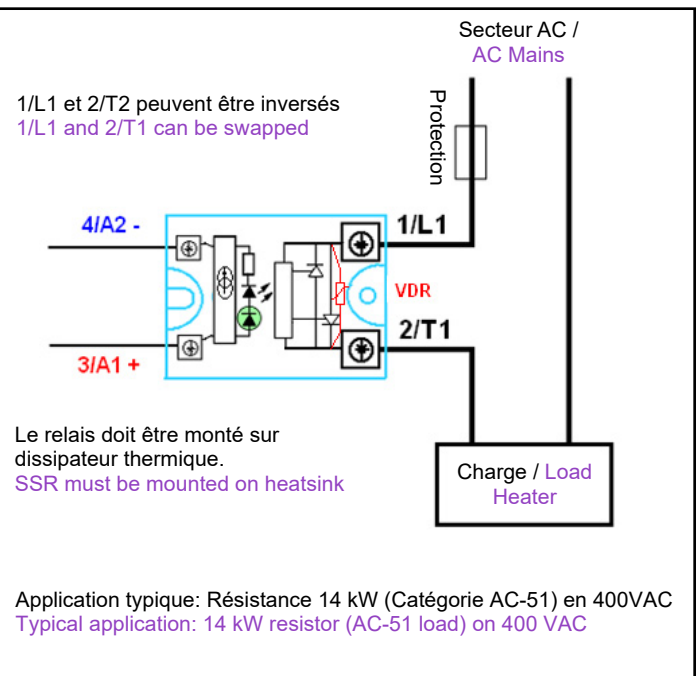 Secteur AC /
AC Mains
1/L1 et 2/T2 peuvent être inversés
1/L1 and 2/T1 can be swapped
Protection
4/A2 -
1/L1
VDR
2/T1
3/A1 +
Le relais doit être monté sur
dissipateur thermique.
SSR must be mounted on heatsink
Charge / Load
Heater
Application typique: Résistance 14 kW (Catégorie AC-51) en 400VAC
Typical application: 14 kW resistor (AC-51 load) on 400 VAC